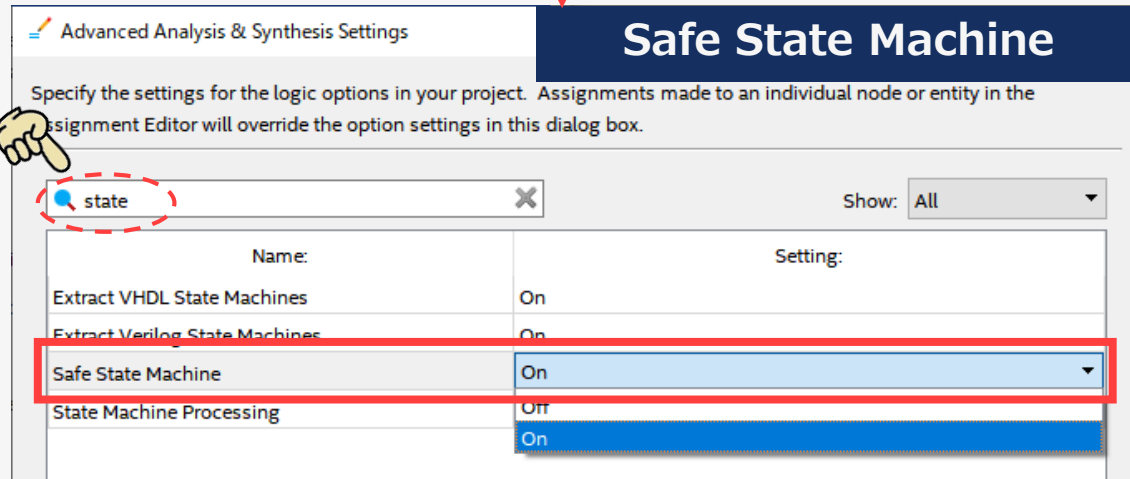 Advanced Analysis & Synthesis Settings
Safe State Machine
Specify the settings for the logic options in your project. Assignments made to an individual node or entity in the
Assignment Editor will override the option settings in this dialog box.
state
Show: All
Name: Setting:
Extract VHDL State Machines On
Extract Verilog State Machines On
Safe State Machine On
State Machine Processing Off
On